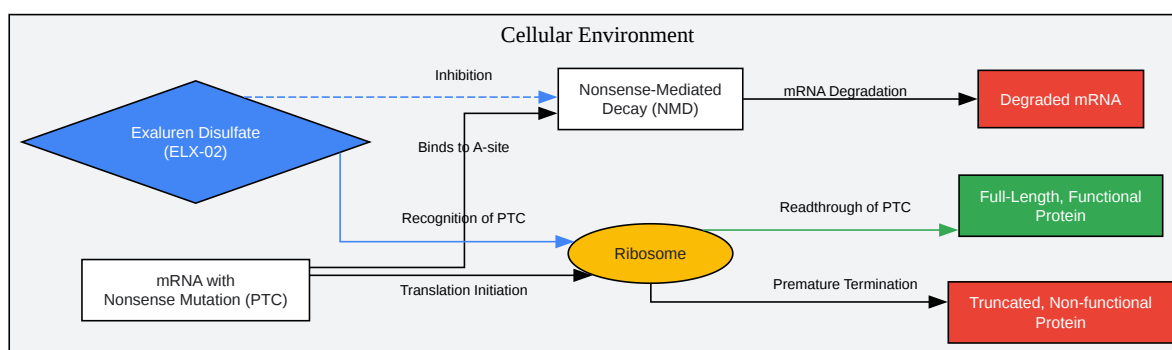 Cellular Environment
Inhibition
Nonsense-Mediated
Decay (NMD)
mRNA Degradation
Degraded mRNA
Exaluren Disulfate
(ELX-02)
Binds to A-site
Recognition of PTC
Readthrough of PTC
Full-Length, Functional
Protein
Ribosome
mRNA with
Nonsense Mutation (PTC)
Translation Initiation
Premature Termination
Truncated, Non-functional
Protein